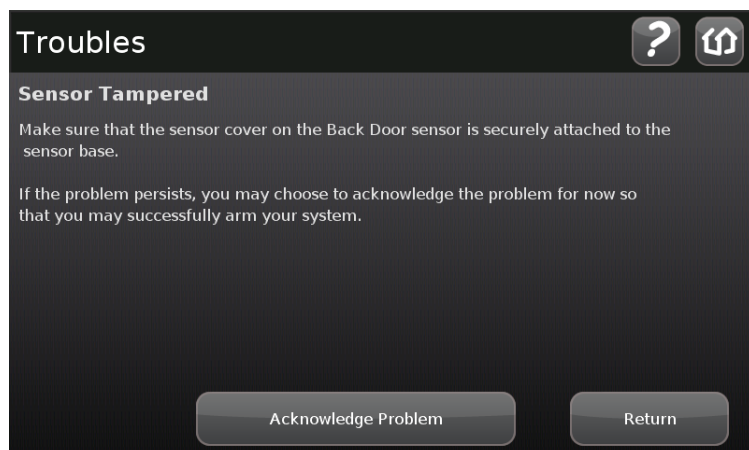 Troubles
?
Sensor Tampered
Make sure that the sensor cover on the Back Door sensor is securely attached to the
sensor base.
If the problem persists, you may choose to acknowledge the problem for now so
that you may successfully arm your system.
Acknowledge Problem
Return